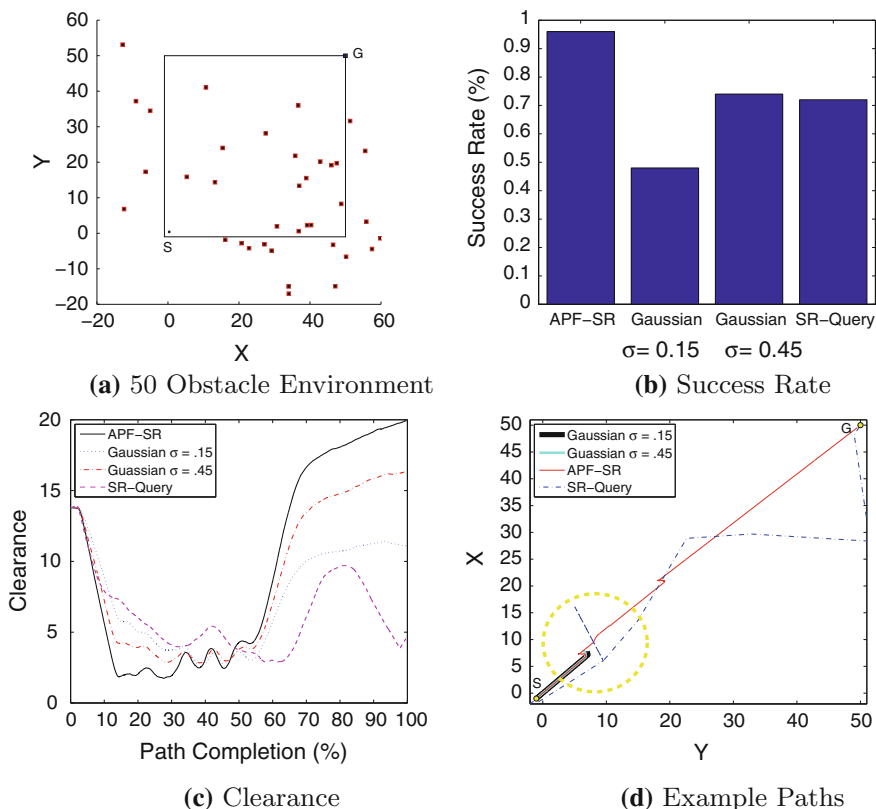 60
50
40
30
20
10
0
−10
−20
Y
G
S
−20
0
20
40
60
X
(a) 50 Obstacle Environment
1
0.9
0.8
0.7
0.6
0.5
0.4
0.3
0.2
0.1
0
Success Rate (%)
APF−SR
Gaussian
Gaussian
SR−Query
σ= 0.15
σ= 0.45
(b) Success Rate
20
15
10
5
0
Clearance
APF−SR
Gaussian σ = .15
Guassian σ = .45
SR−Query
0
10
20
30
40
50
60
70
80
90
100
Path Completion (%)
(c) Clearance
50
45
40
35
30
25
20
15
10
5
0
X
Gaussian σ = .15
Guassian σ = .45
APF−SR
SR−Query
G
S
0
10
20
30
40
50
Y
(d) Example Paths